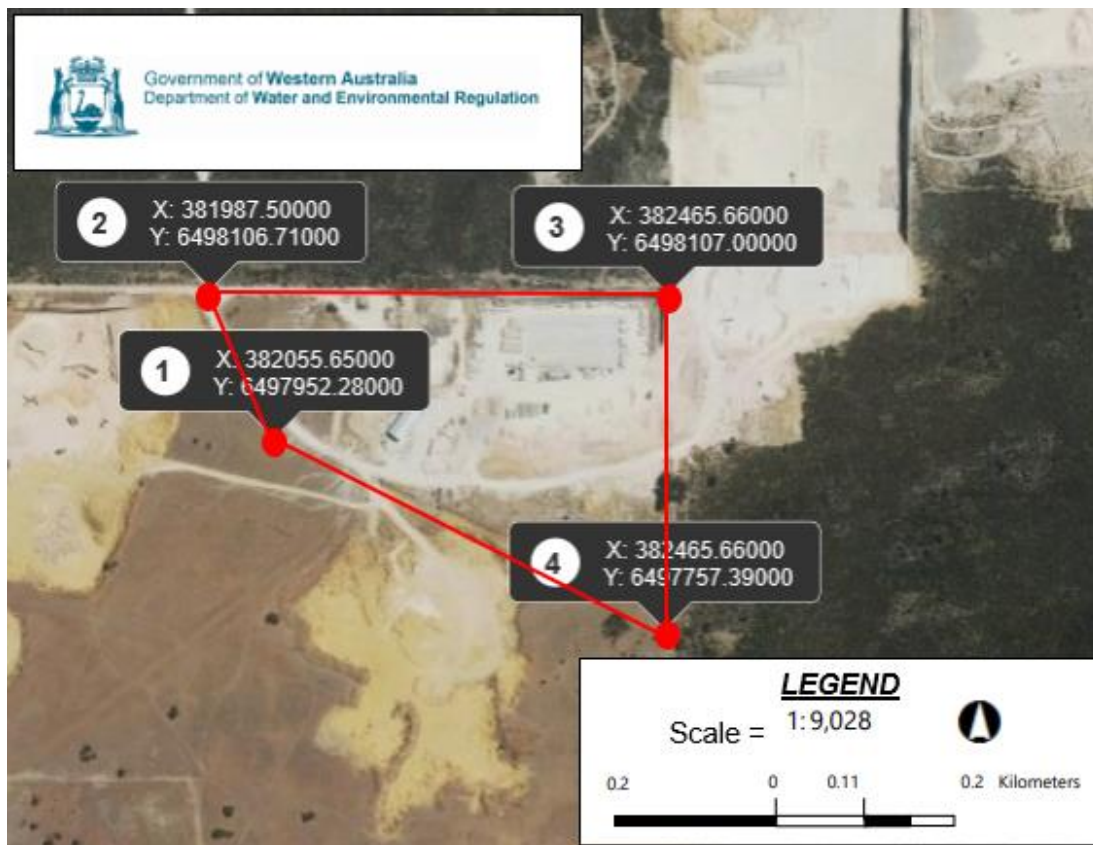 Government of Western Australia
Department of Water and Environmental Regulation
2
X: 381987.50000
Y: 6498106.71000
3
X: 382465.66000
Y: 6498107.00000
1
X: 382055.65000
Y: 6497952.28000
4
X: 382465.66000
Y: 6497757.39000
LEGEND
Scale = 1:9,028
0.2 0 0.11 0.2 Kilometers